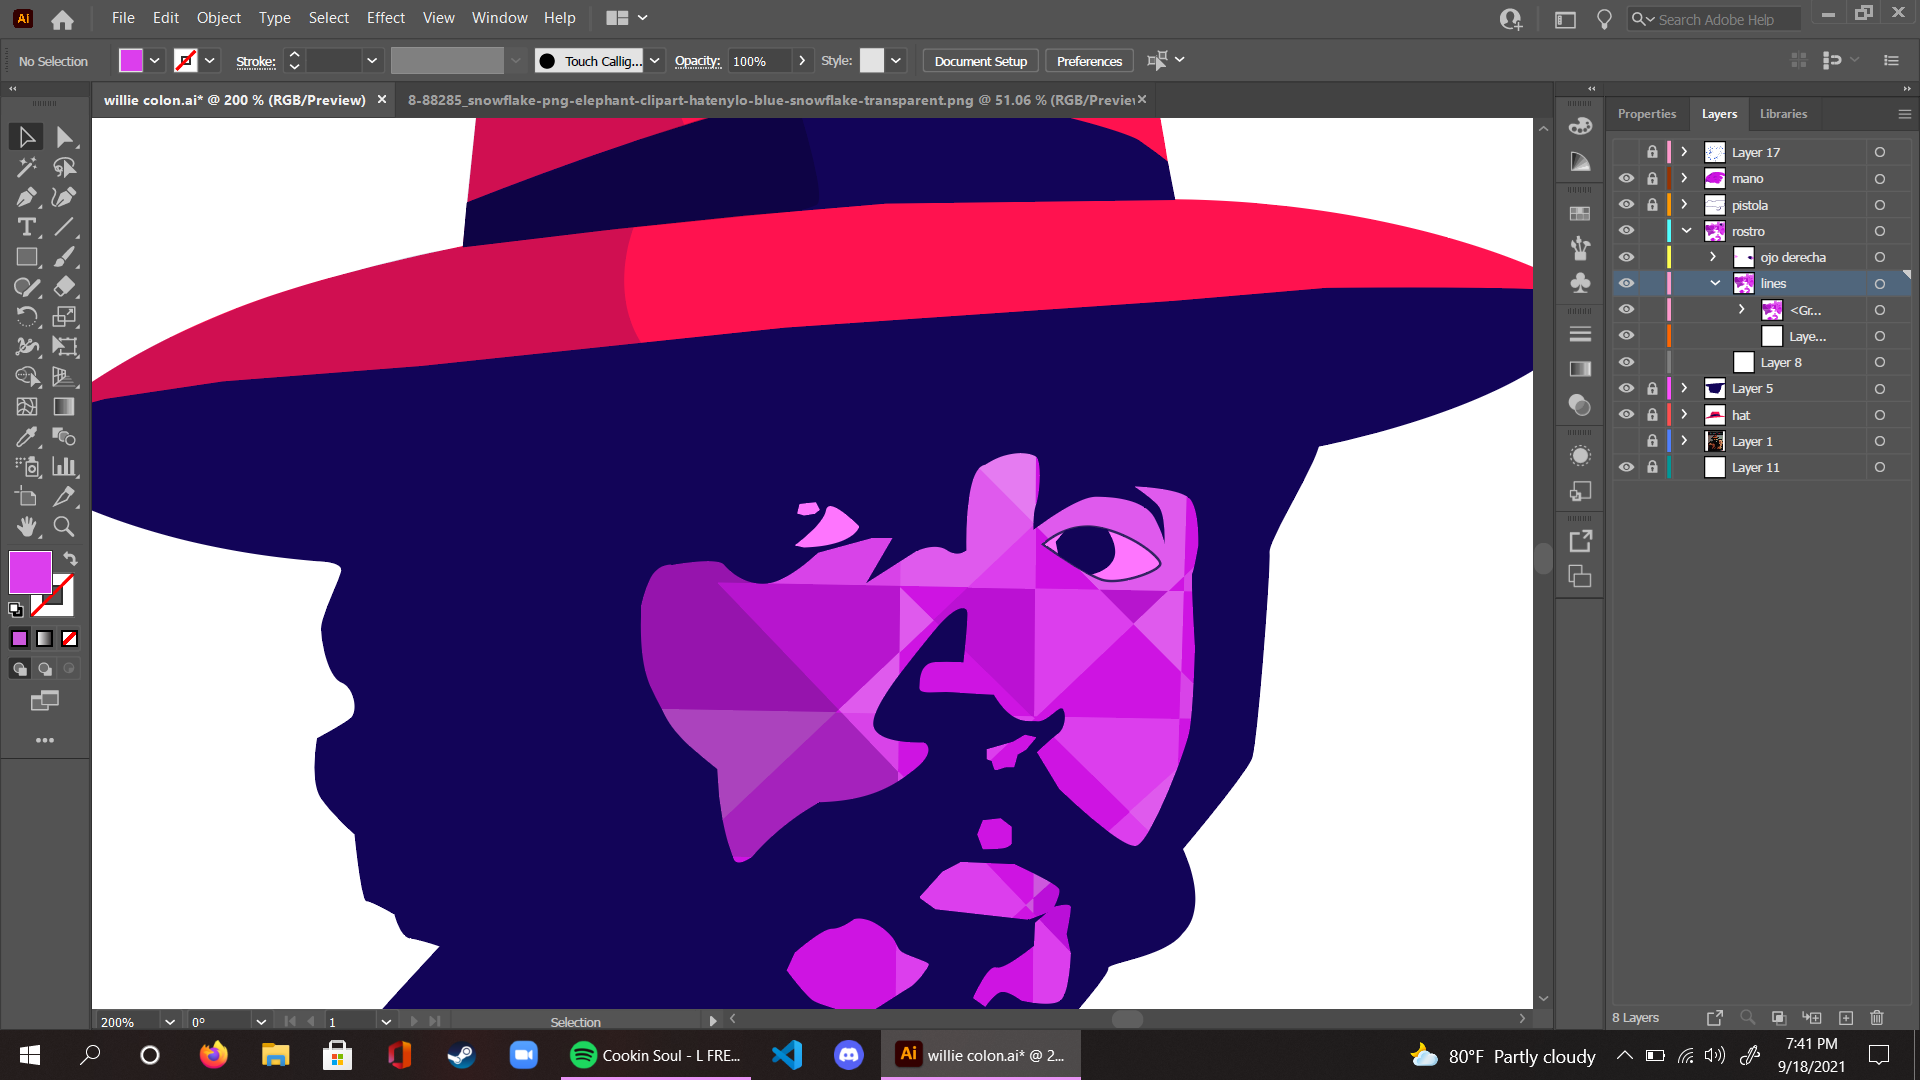 Ai File Edit Object Type Select Effect View Window Help Search Adobe Help
No Selection Stroke: Touch Callig... Opacity: 100% Style: Document Setup Preferences
willie colon.ai* @ 200 % (RGB/Preview) 8-88285_snowflake-png-elephant-clipart-hatenylo-blue-snowflake-transparent.png @ 51.06 % (RGB/Preview
Properties Layers Libraries
Layer 17
mano
pistola
rostro
ojo derecha
lines
<Gr...
Laye...
Layer 8
Layer 5
hat
Layer 1
Layer 11
8 Layers
200% 0° 1 Selection
Cookin Soul - L FRE... Ai willie colon.ai* @ 2... 80°F Partly cloudy
7:41 PM
9/18/2021